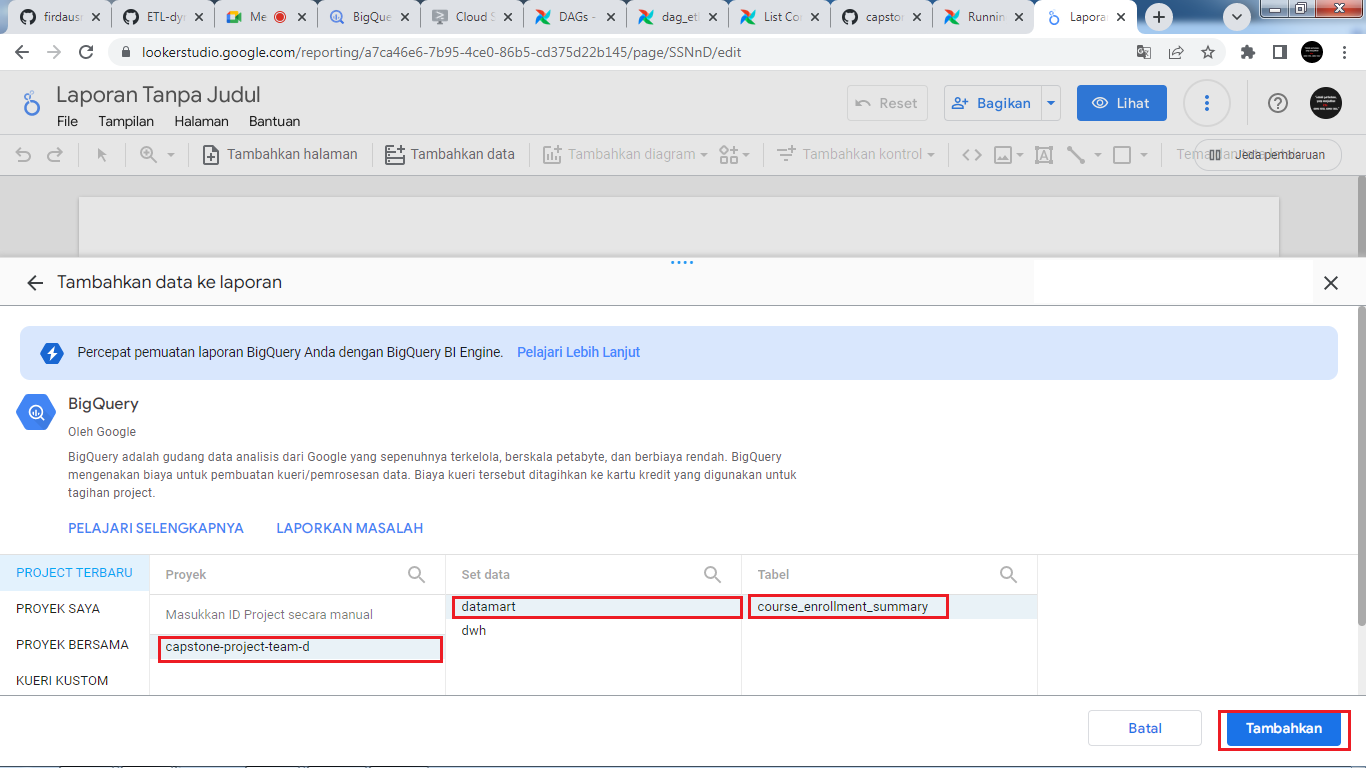 firdaus
ETL-dy
Me
BigQue
Cloud S
DAGs -
dag_et
List Co
capsto
Runnin
Lapora
lookerstudio.google.com/reporting/a7ca46e6-7b95-4ce0-86b5-cd375d22b145/page/SSNnD/edit
Laporan Tanpa Judul
File Tampilan Halaman Bantuan
Reset
Bagikan
Lihat
Tambahkan halaman
Tambahkan data
Tambahkan diagram
Tambahkan kontrol
Jeda pembaruan
Tambahkan data ke laporan
Percepat pemuatan laporan BigQuery Anda dengan BigQuery BI Engine. Pelajari Lebih Lanjut
BigQuery
Oleh Google
BigQuery adalah gudang data analisis dari Google yang sepenuhnya terkelola, berskala petabyte, dan berbiaya rendah. BigQuery
mengenakan biaya untuk pembuatan kueri/pemrosesan data. Biaya kueri tersebut ditagihkan ke kartu kredit yang digunakan untuk
tagihan project.
PELAJARI SELENGKAPNYA LAPORKAN MASALAH
PROJECT TERBARU
PROYEK SAYA
PROYEK BERSAMA
KUERI KUSTOM
Proyek
Masukkan ID Project secara manual
capstone-project-team-d
Set data
datamart
dwh
Tabel
course_enrollment_summary
Batal
Tambahkan